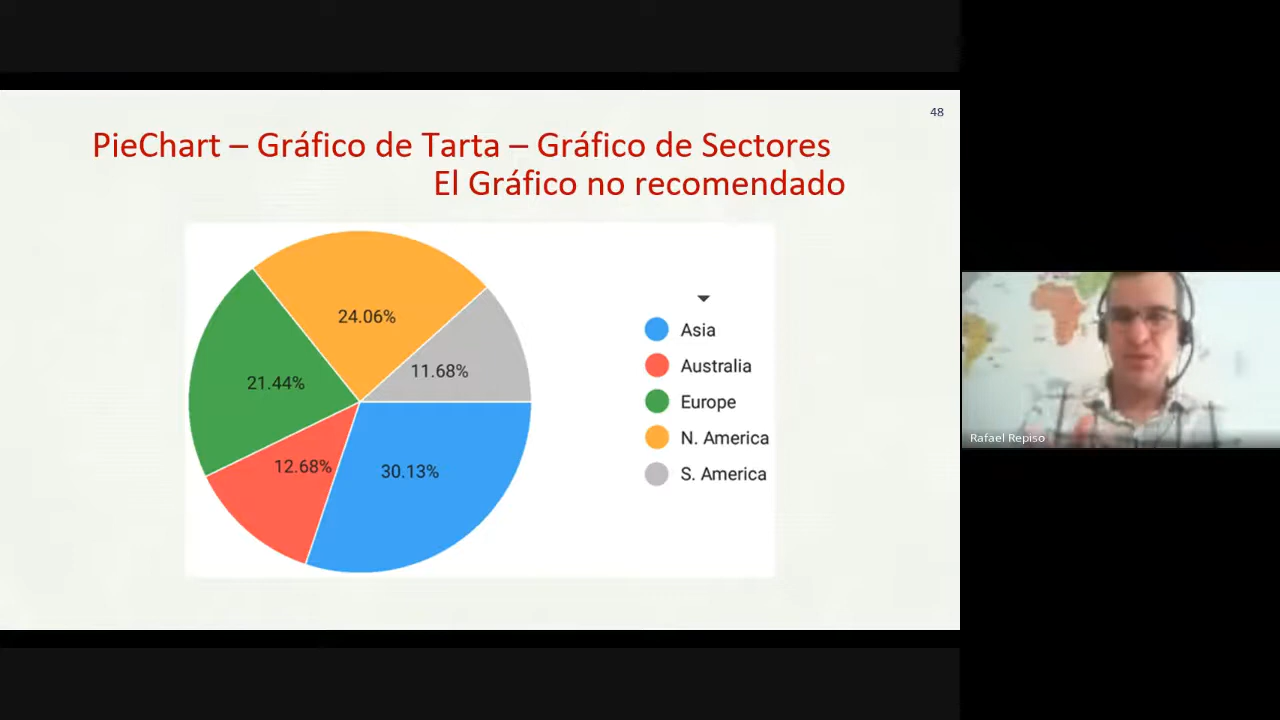 48
PieChart – Gráfico de Tarta – Gráfico de Sectores
El Gráfico no recomendado
24.06%
11.68%
21.44%
12.68%
30.13%
Asia
Australia
Europe
N. America
S. America
Rafael Repiso